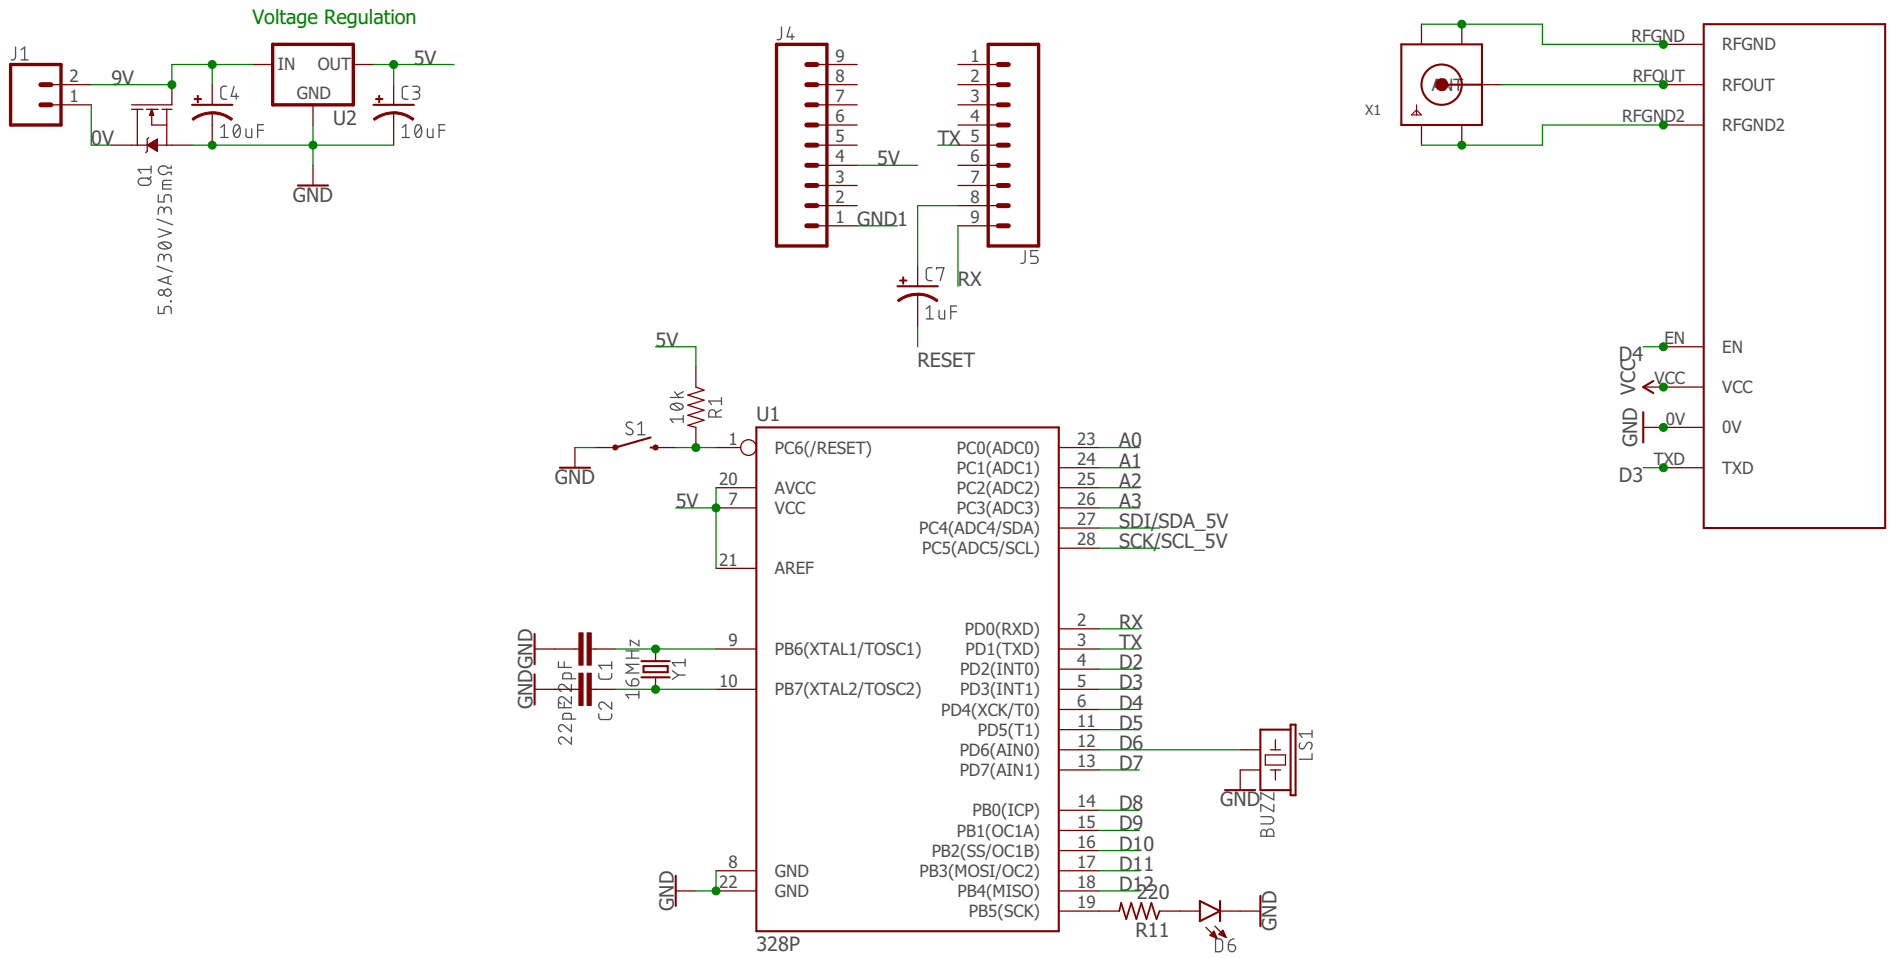 Voltage Regulation
J1
2
1
9V
0V
Q1
5.8A/30V/35mΩ
C4
10uF
IN
OUT
GND
U2
5V
C3
10uF
GND
J4
9
8
7
6
5
4
3
2
1
5V
GND1
1
2
3
4
5
6
7
8
9
TX
RX
J5
C7
1uF
RESET
X1
ANT
RFGND
RFOUT
RFGND2
RFGND
RFOUT
RFGND2
EN
VCC
0V
TXD
D4
VCC
GND
D3
EN
VCC
0V
TXD
5V
10k
R1
S1
GND
5V
U1
328P
1
20
7
21
9
10
8
22
PC6(/RESET)
AVCC
VCC
AREF
PB6(XTAL1/TOSC1)
PB7(XTAL2/TOSC2)
GND
GND
GND
GND
22pF
22pF
C1
C2
16MHz
Y1
GND
PC0(ADC0) 23 A0
PC1(ADC1) 24 A1
PC2(ADC2) 25 A2
PC3(ADC3) 26 A3
PC4(ADC4/SDA) 27 SDI/SDA_5V
PC5(ADC5/SCL) 28 SCK/SCL_5V
PD0(RXD) 2 RX
PD1(TXD) 3 TX
PD2(INT0) 4 D2
PD3(INT1) 5 D3
PD4(XCK/T0) 6 D4
PD5(T1) 11 D5
PD6(AIN0) 12 D6
PD7(AIN1) 13 D7
PB0(ICP) 14 D8
PB1(OC1A) 15 D9
PB2(SS/OC1B) 16 D10
PB3(MOSI/OC2) 17 D11
PB4(MISO) 18 D12
PB5(SCK) 19
220
R11
D6
GND
LS1
GND
BUZZ